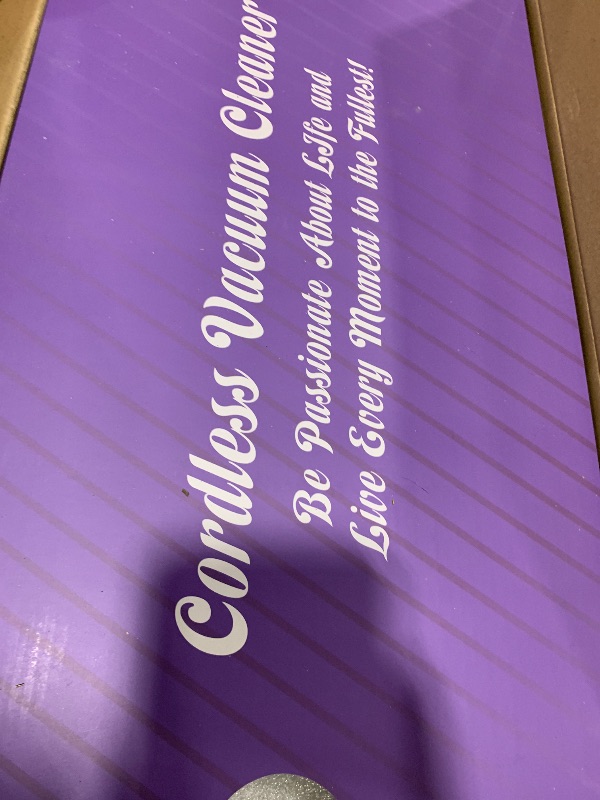 Cordless Vacuum Cleaner
Be Passionate About LIfe and
Live Every Moment to the Fullest!